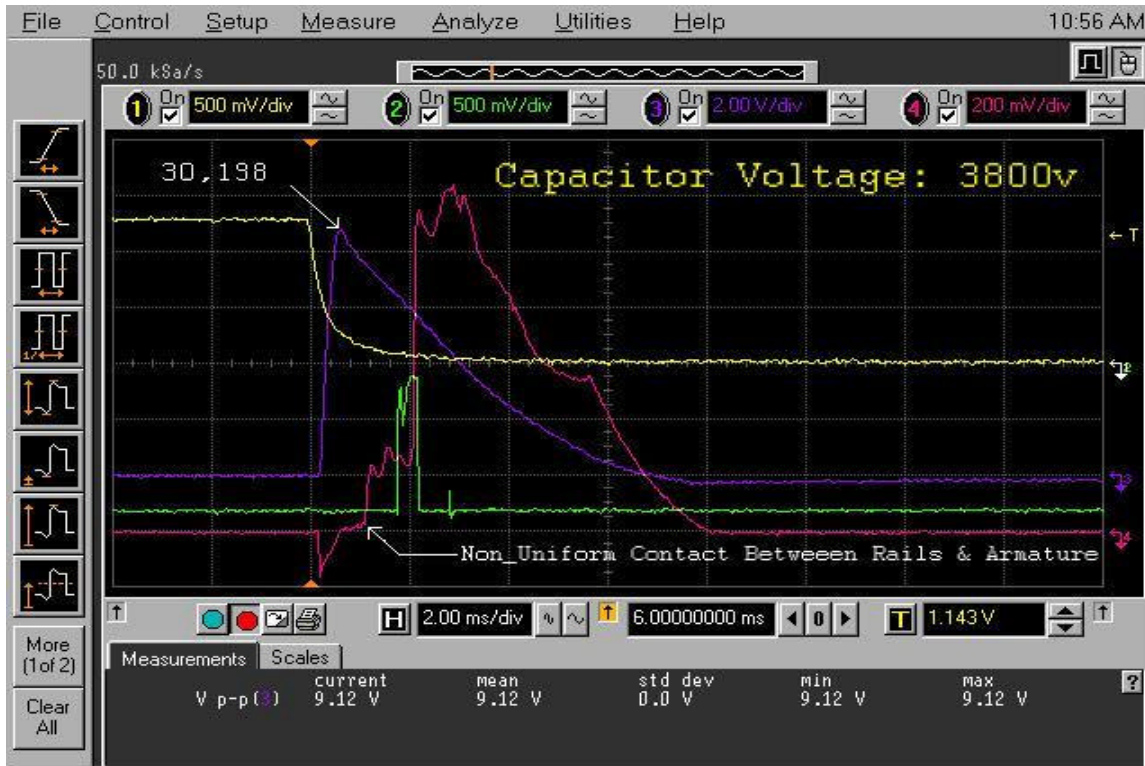 File Control Setup Measure Analyze Utilities Help 10:56 AM
50.0 kSa/s
1 On 500 mV/div 2 On 500 mV/div 3 On 2.00 V/div 4 On 200 mV/div
30,198
Capacitor Voltage: 3800v
T
Non_Uniform Contact Betweeen Rails & Armature
More
(1of 2)
Clear
All
H 2.00 ms/div 6.00000000 ms 0 T 1.143 V
Measurements Scales
current mean std dev min max
V p-p(3) 9.12 V 9.12 V 0.0 V 9.12 V 9.12 V
?